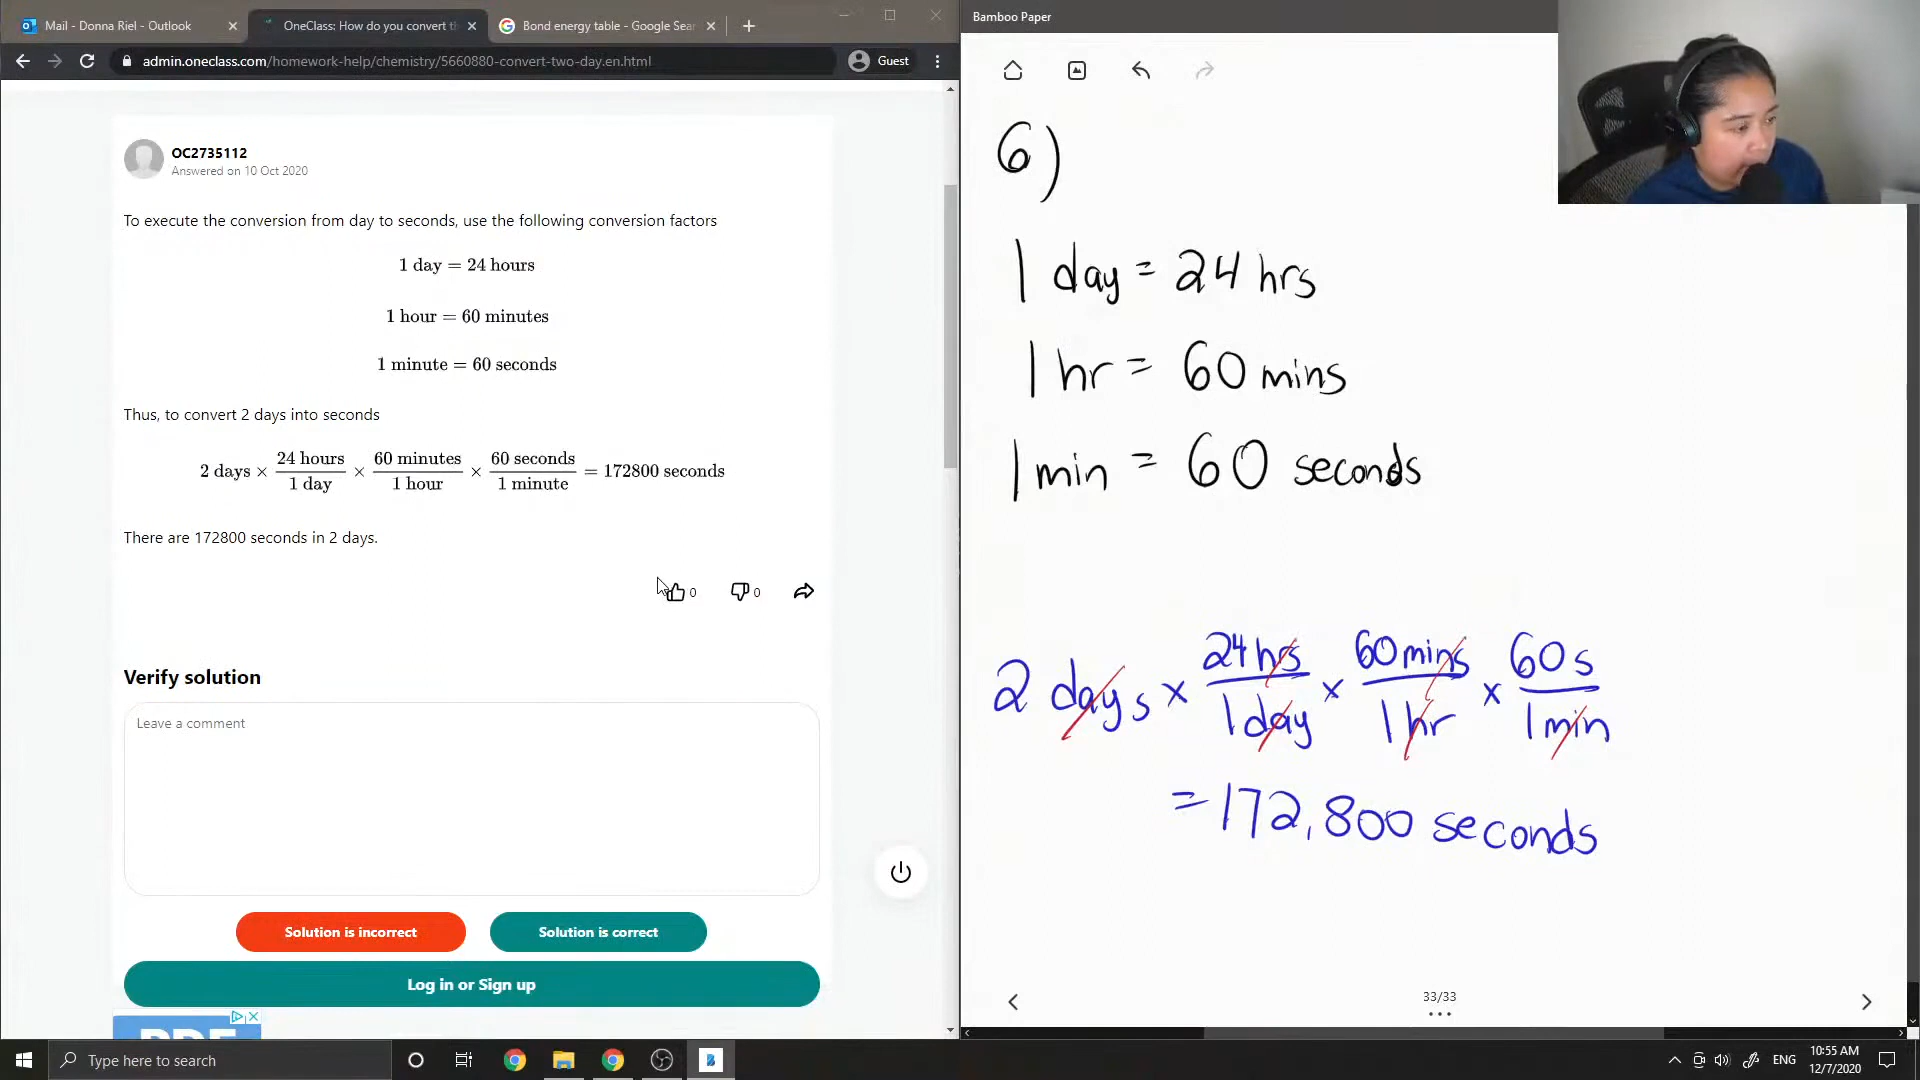 Mail - Donna Riel - Outlook
OneClass: How do you convert th
Bond energy table - Google Sear
admin.oneclass.com/homework-help/chemistry/5660880-convert-two-day.en.html
Guest
OC2735112
Answered on 10 Oct 2020
To execute the conversion from day to seconds, use the following conversion factors
1 day = 24 hours
1 hour = 60 minutes
1 minute = 60 seconds
Thus, to convert 2 days into seconds
2 days × 24 hours / 1 day × 60 minutes / 1 hour × 60 seconds / 1 minute = 172800 seconds
There are 172800 seconds in 2 days.
0
0
Verify solution
Leave a comment
Solution is incorrect
Solution is correct
Log in or Sign up
PDF
Bamboo Paper
6)
1 day = 24 hrs
1 hr = 60 mins
1 min = 60 seconds
2 days × 24 hrs / 1 day × 60 mins / 1 hr × 60 s / 1 min
= 172,800 seconds
33/33
Type here to search
ENG
10:55 AM
12/7/2020